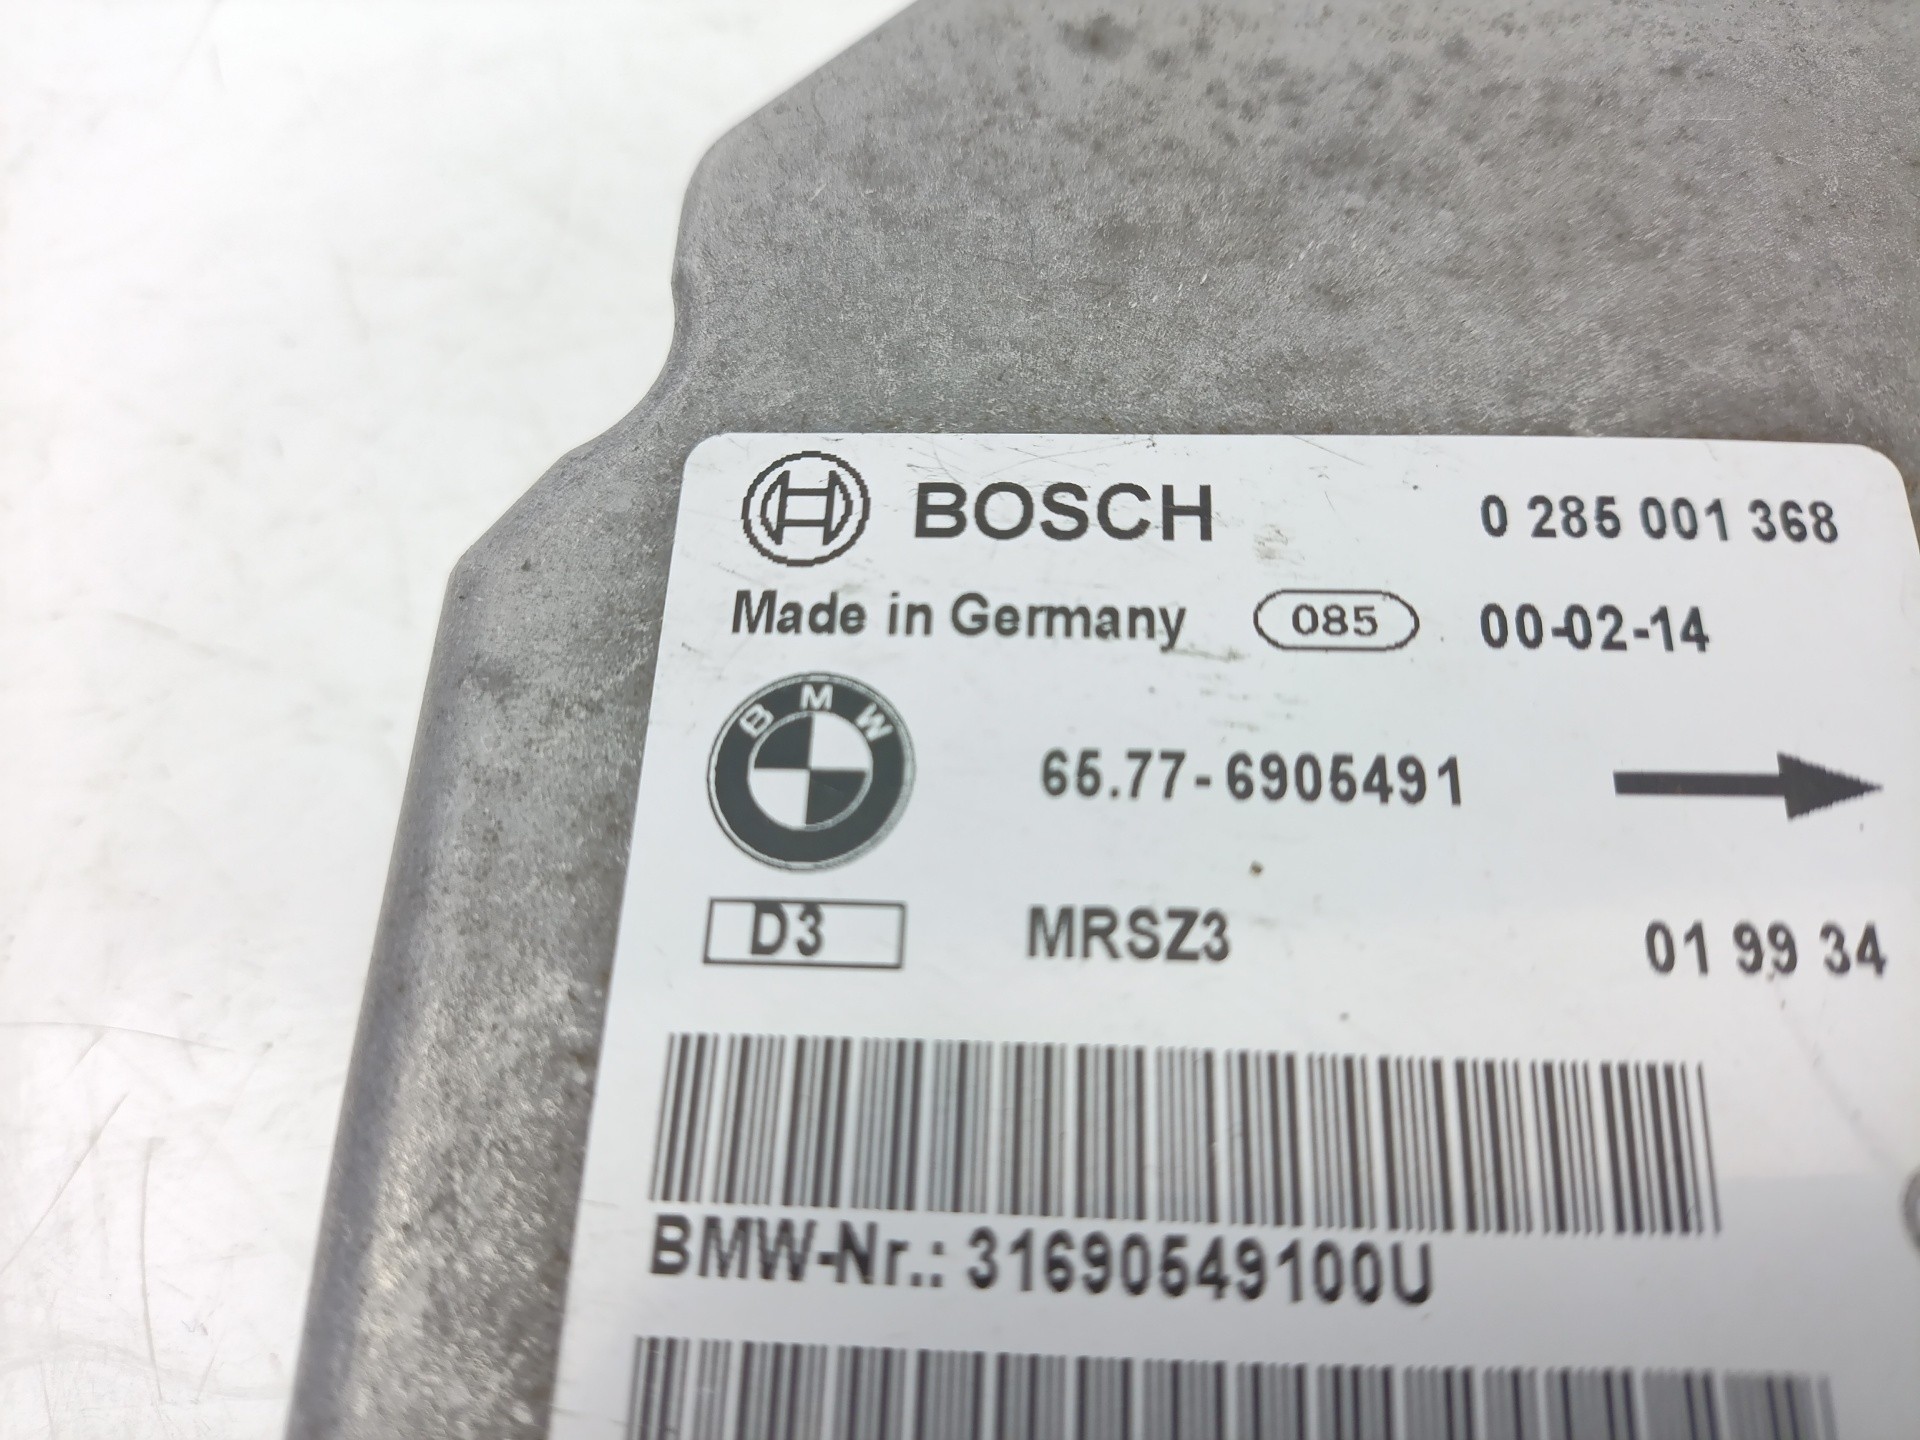 BOSCH 0 285 001 368
Made in Germany 085 00-02-14
BMW
65.77-6905491
D3 MRSZ3 01 99 34
BMW-Nr.: 31690549100U